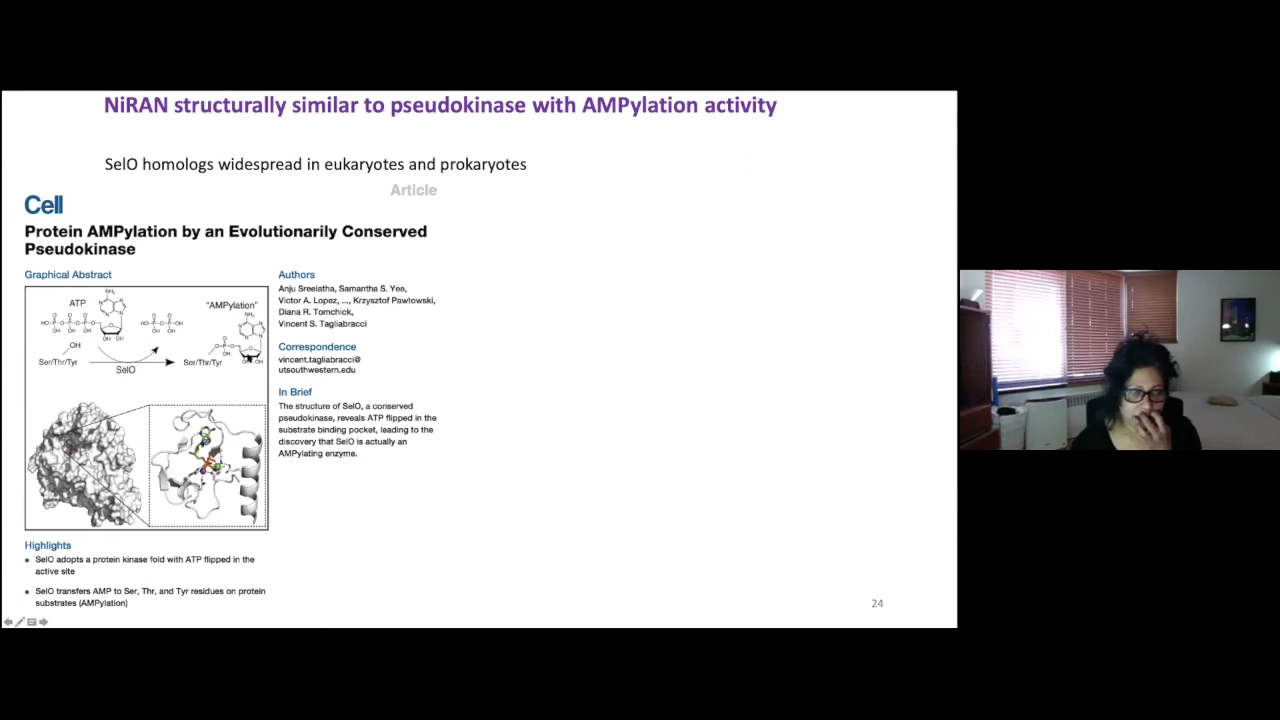 NiRAN structurally similar to pseudokinase with AMPylation activity
SelO homologs widespread in eukaryotes and prokaryotes
Article
Cell
Protein AMPylation by an Evolutionarily Conserved
Pseudokinase
Graphical Abstract
ATP
NH₂
"AMPylation"
NH₂
OH
Ser/Thr/Tyr
SelO
Ser/Thr/Tyr
Authors
Anju Sreelatha, Samantha S. Yee,
Victor A. Lopez, ..., Krzysztof Pawłowski,
Diana R. Tomchick,
Vincent S. Tagliabracci
Correspondence
vincent.tagliabracci@
utsouthwestern.edu
In Brief
The structure of SelO, a conserved
pseudokinase, reveals ATP flipped in the
substrate binding pocket, leading to the
discovery that SelO is actually an
AMPylating enzyme.
Highlights
• SelO adopts a protein kinase fold with ATP flipped in the
active site
• SelO transfers AMP to Ser, Thr, and Tyr residues on protein
substrates (AMPylation)
24